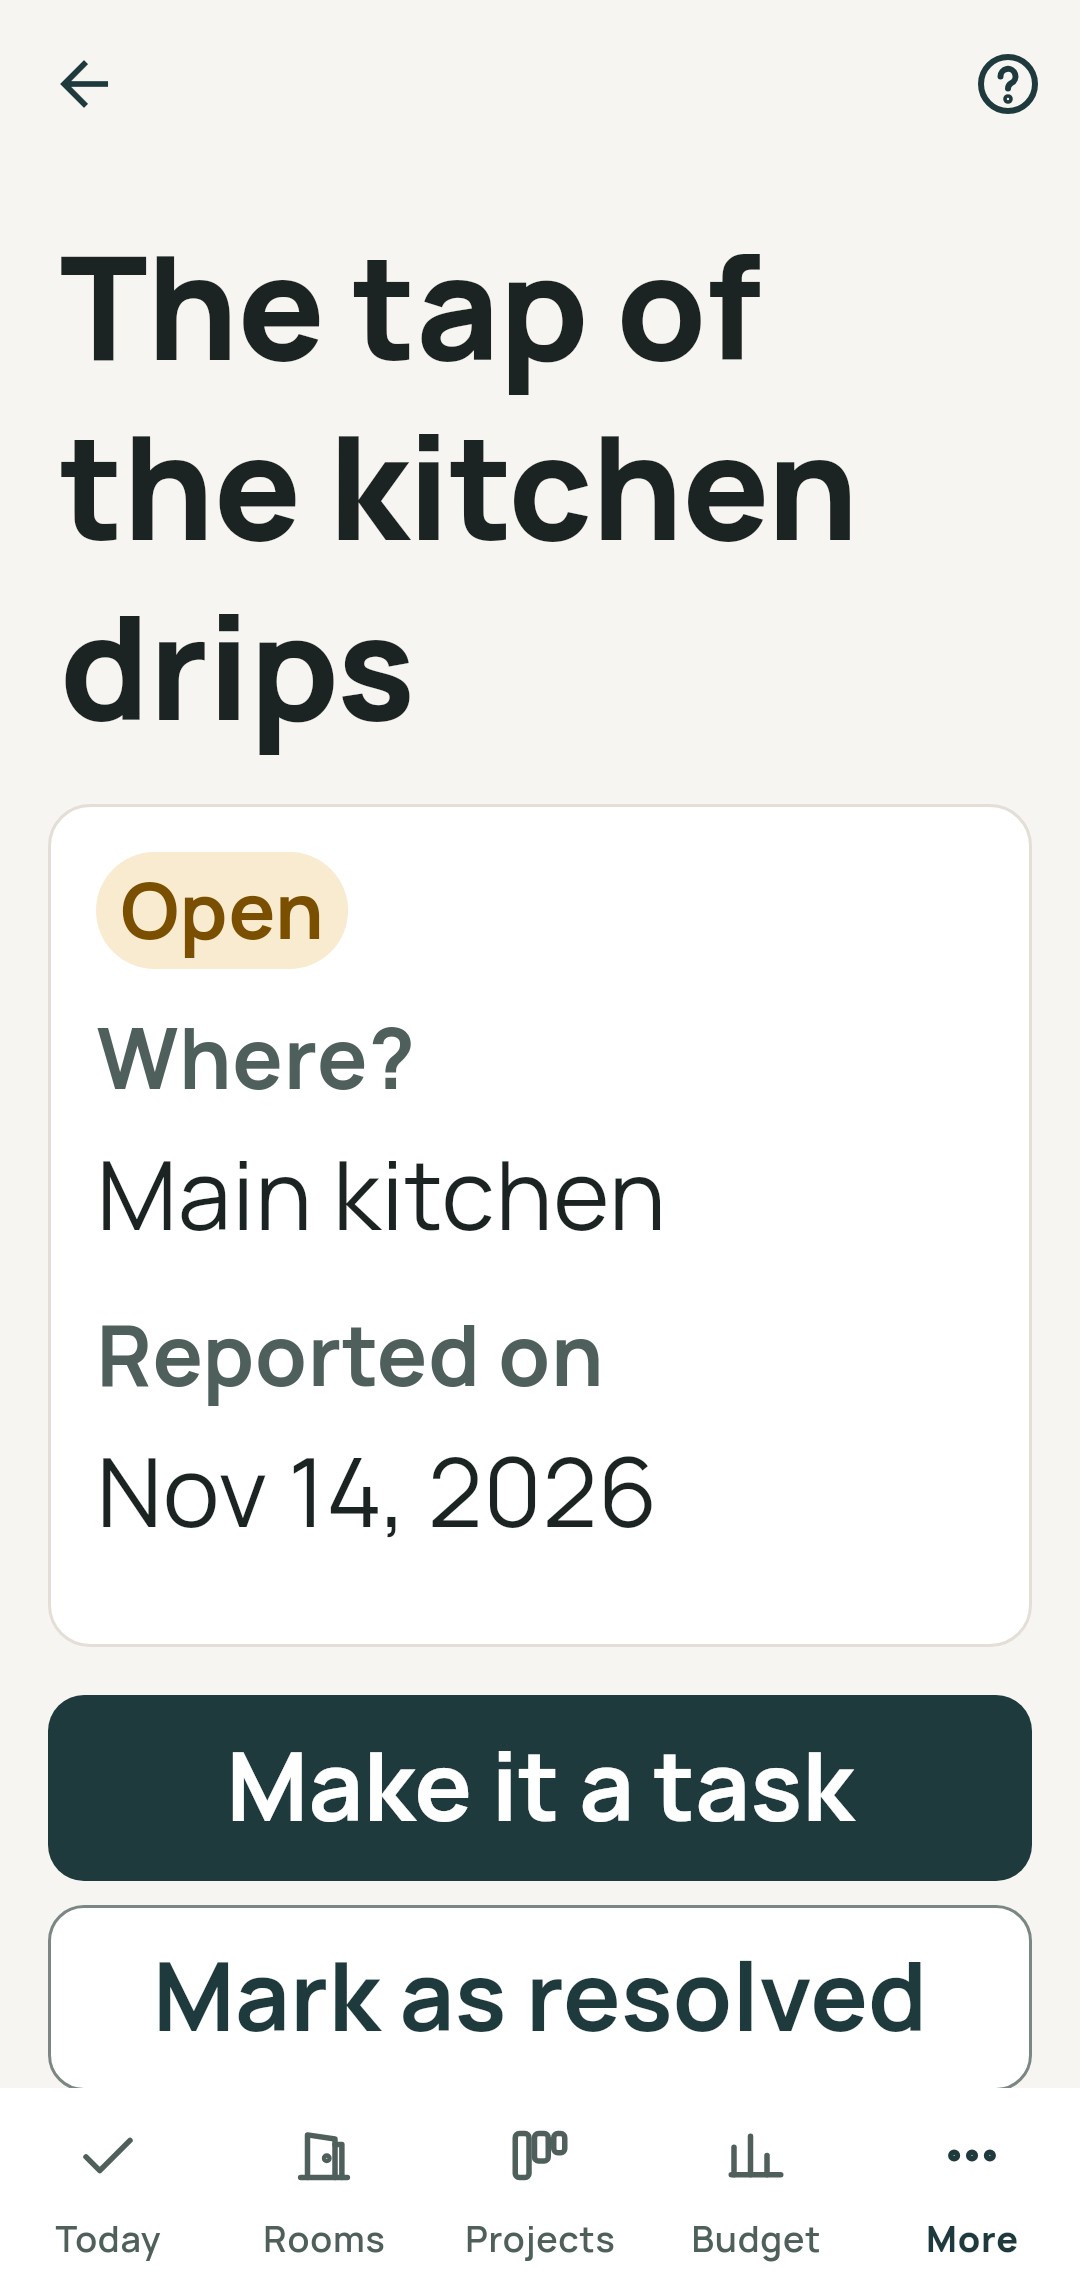 The tap of
the kitchen
drips
Open
Where?
Main kitchen
Reported on
Nov 14, 2026
Make it a task
Mark as resolved
Today
Rooms
Projects
Budget
More